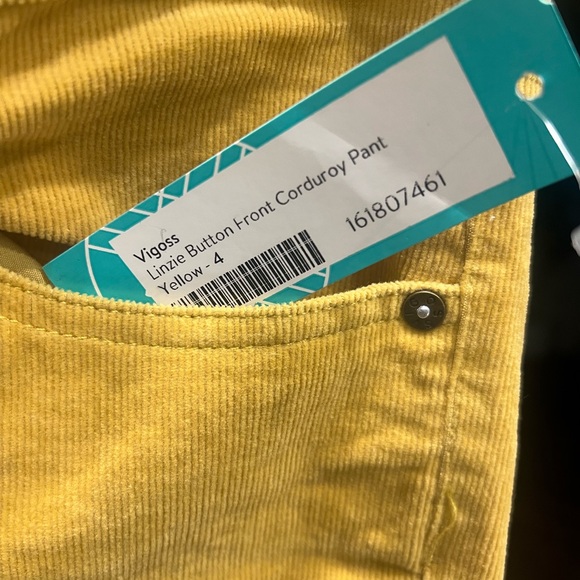 Vigoss
Linzie Button Front Corduroy Pant
Yellow - 4
161807461